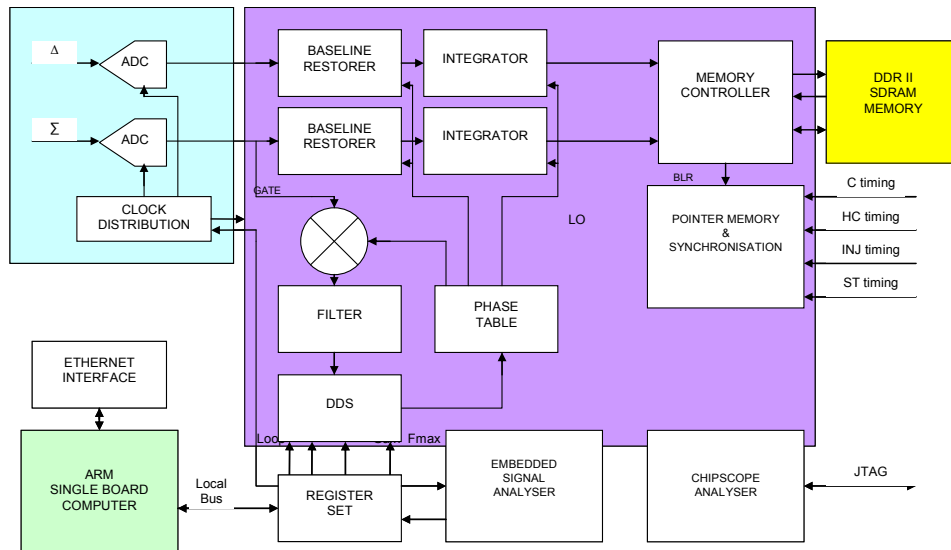 Δ
ADC
BASELINE
RESTORER
INTEGRATOR
MEMORY
CONTROLLER
DDR II
SDRAM
MEMORY
Σ
ADC
BASELINE
RESTORER
INTEGRATOR
GATE
BLR
C timing
CLOCK
DISTRIBUTION
LO
POINTER MEMORY
&
SYNCHRONISATION
HC timing
INJ timing
ST timing
FILTER
PHASE
TABLE
ETHERNET
INTERFACE
DDS
Loop
Fmax
ARM
SINGLE BOARD
COMPUTER
Local
Bus
REGISTER
SET
EMBEDDED
SIGNAL
ANALYSER
CHIPSCOPE
ANALYSER
JTAG